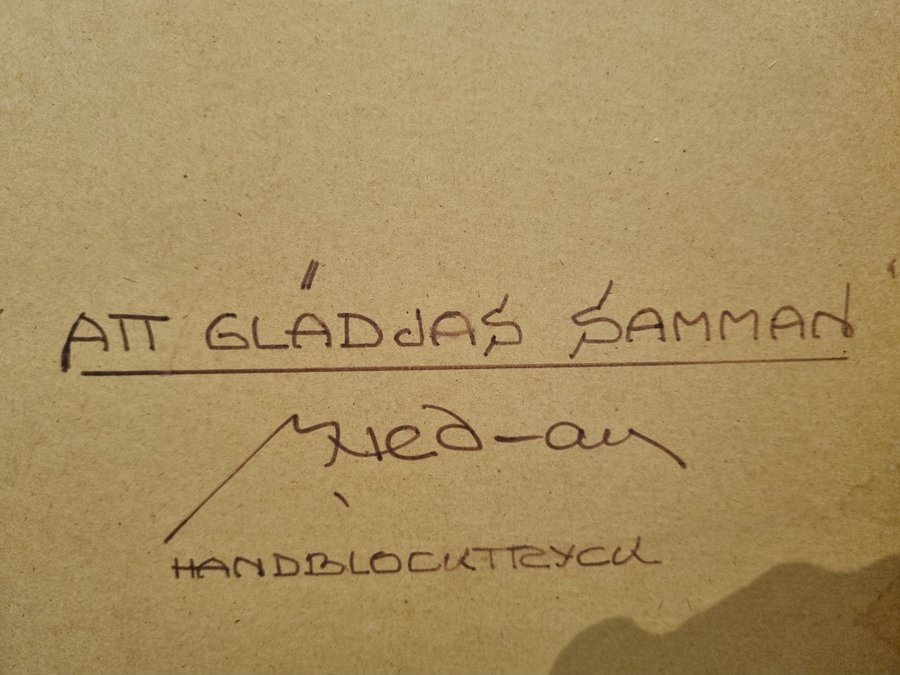 ATT GLÄDJAS SAMMAN
HANDBLOCKTRYCK